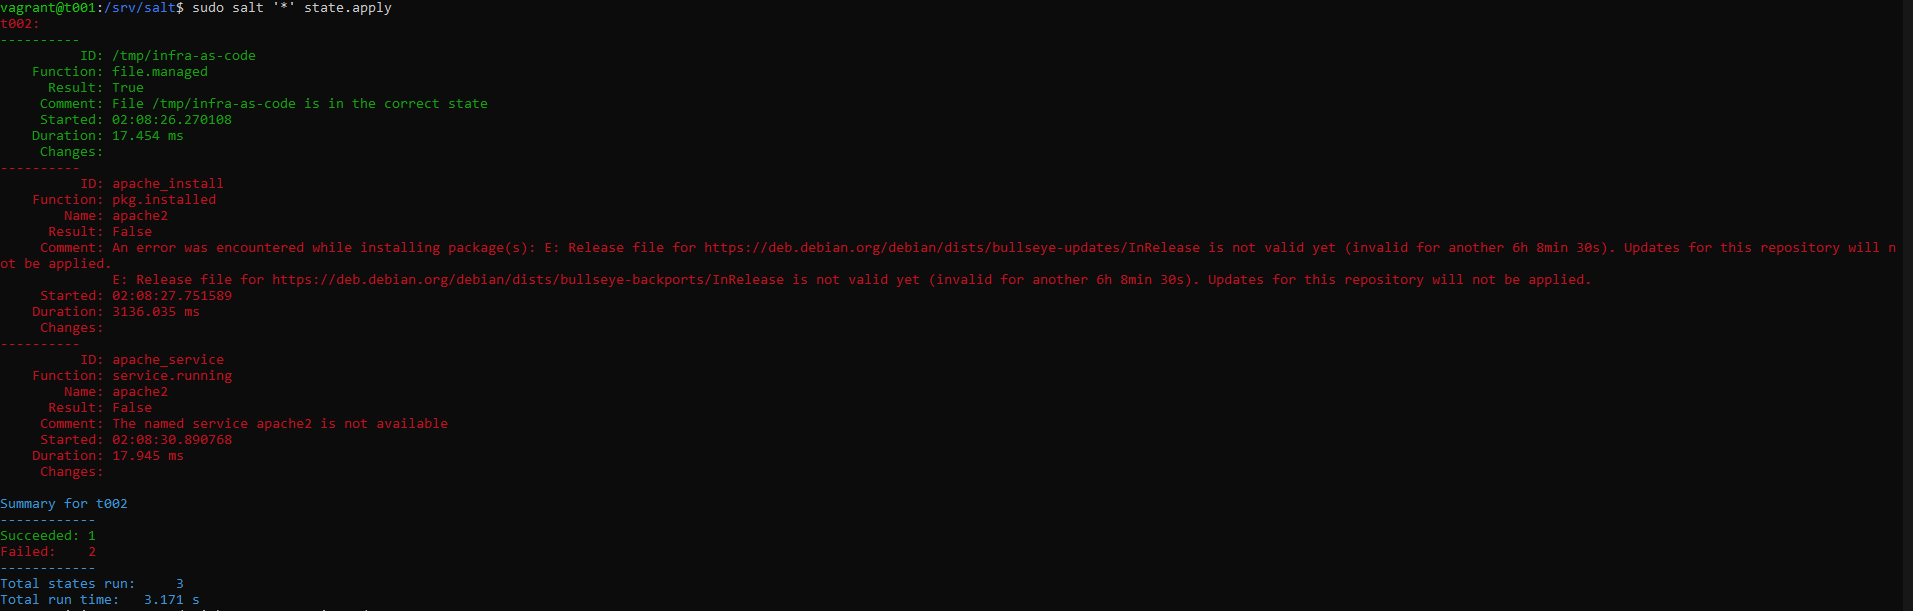 vagrant@t001:/srv/salt$ sudo salt '*' state.apply
t002:
----------
          ID: /tmp/infra-as-code
    Function: file.managed
      Result: True
     Comment: File /tmp/infra-as-code is in the correct state
     Started: 02:08:26.270108
    Duration: 17.454 ms
     Changes:
----------
          ID: apache_install
    Function: pkg.installed
        Name: apache2
      Result: False
     Comment: An error was encountered while installing package(s): E: Release file for https://deb.debian.org/debian/dists/bullseye-updates/InRelease is not valid yet (invalid for another 6h 8min 30s). Updates for this repository will n
ot be applied.
              E: Release file for https://deb.debian.org/debian/dists/bullseye-backports/InRelease is not valid yet (invalid for another 6h 8min 30s). Updates for this repository will not be applied.
     Started: 02:08:27.751589
    Duration: 3136.035 ms
     Changes:
----------
          ID: apache_service
    Function: service.running
        Name: apache2
      Result: False
     Comment: The named service apache2 is not available
     Started: 02:08:30.890768
    Duration: 17.945 ms
     Changes:
Summary for t002
------------
Succeeded: 1
Failed:    2
------------
Total states run:     3
Total run time:   3.171 s